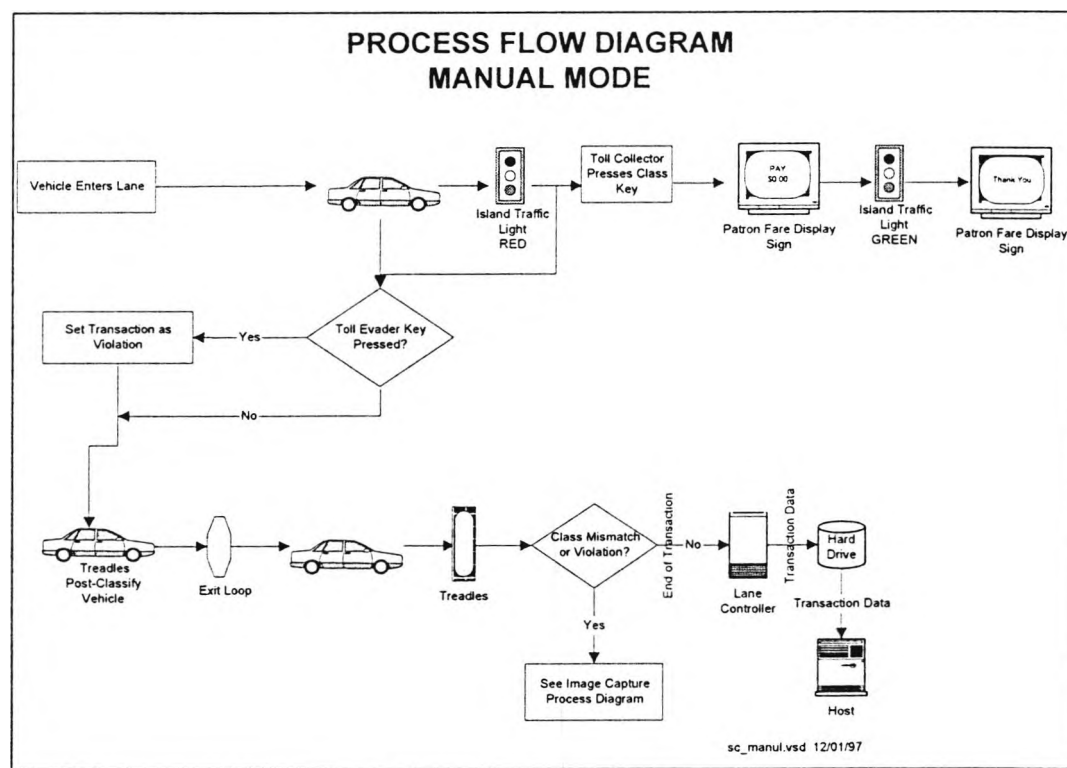 PROCESS FLOW DIAGRAM
MANUAL MODE
Vehicle Enters Lane
Island Traffic
Light
RED
Toll Collector
Presses Class
Key
PAY
$0.00
Patron Fare Display
Sign
Island Traffic
Light
GREEN
Thank You
Patron Fare Display
Sign
Set Transaction as
Violation
Yes
Toll Evader Key
Pressed?
No
Treadles
Post-Classify
Vehicle
Exit Loop
Treadles
Class Mismatch
or Violation?
End of Transaction
No
Lane
Controller
Transaction Data
Hard
Drive
Transaction Data
Host
Yes
See Image Capture
Process Diagram
sc_manul.vsd 12/01/97